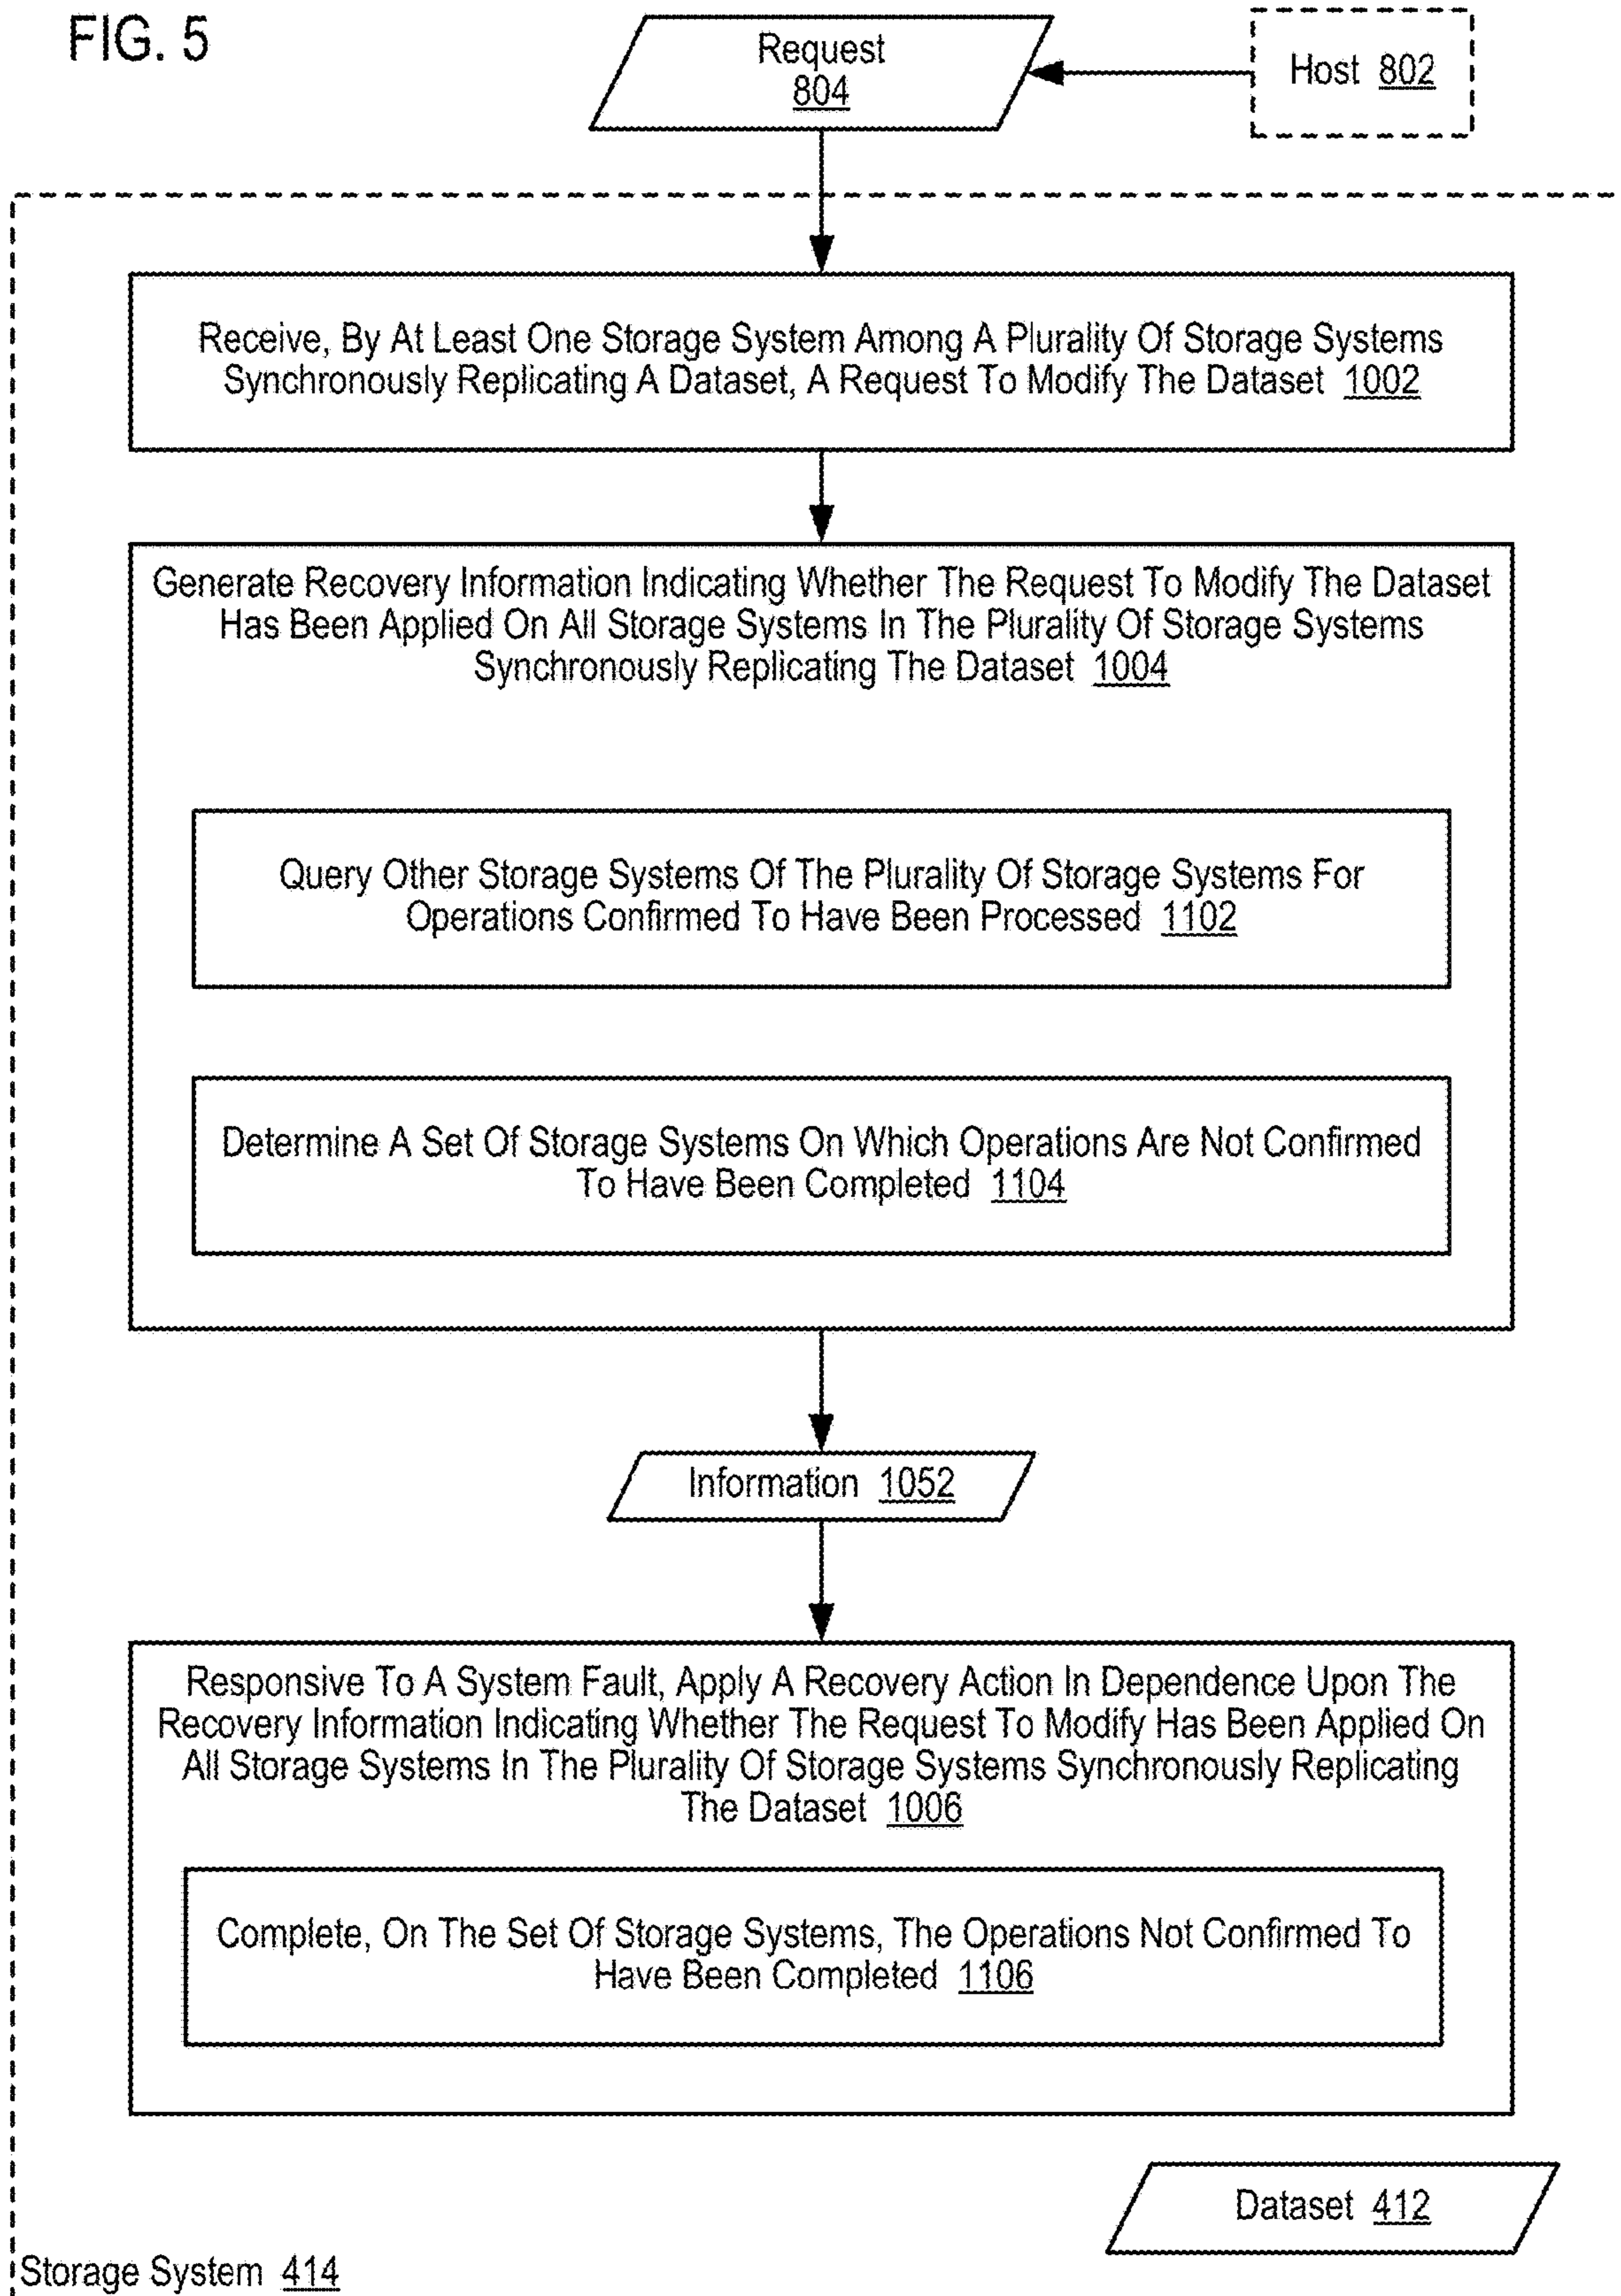 FIG. 5
Request
804
Host 802
Receive, By At Least One Storage System Among A Plurality Of Storage Systems
Synchronously Replicating A Dataset, A Request To Modify The Dataset 1002
Generate Recovery Information Indicating Whether The Request To Modify The Dataset
Has Been Applied On All Storage Systems In The Plurality Of Storage Systems
Synchronously Replicating The Dataset 1004
Query Other Storage Systems Of The Plurality Of Storage Systems For
Operations Confirmed To Have Been Processed 1102
Determine A Set Of Storage Systems On Which Operations Are Not Confirmed
To Have Been Completed 1104
Information 1052
Responsive To A System Fault, Apply A Recovery Action In Dependence Upon The
Recovery Information Indicating Whether The Request To Modify Has Been Applied On
All Storage Systems In The Plurality Of Storage Systems Synchronously Replicating
The Dataset 1006
Complete, On The Set Of Storage Systems, The Operations Not Confirmed To
Have Been Completed 1106
Dataset 412
Storage System 414